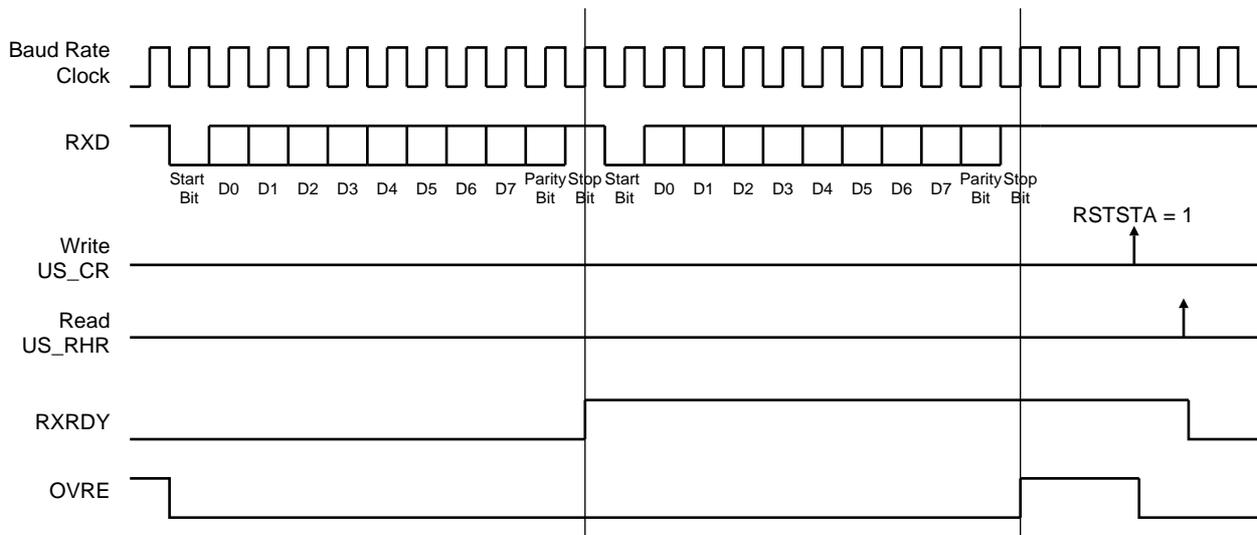 Baud Rate
Clock
RXD
Start
Bit
D0
D1
D2
D3
D4
D5
D6
D7
Parity
Bit
Stop
Bit
Start
Bit
D0
D1
D2
D3
D4
D5
D6
D7
Parity
Bit
Stop
Bit
RSTSTA = 1
Write
US_CR
Read
US_RHR
RXRDY
OVRE